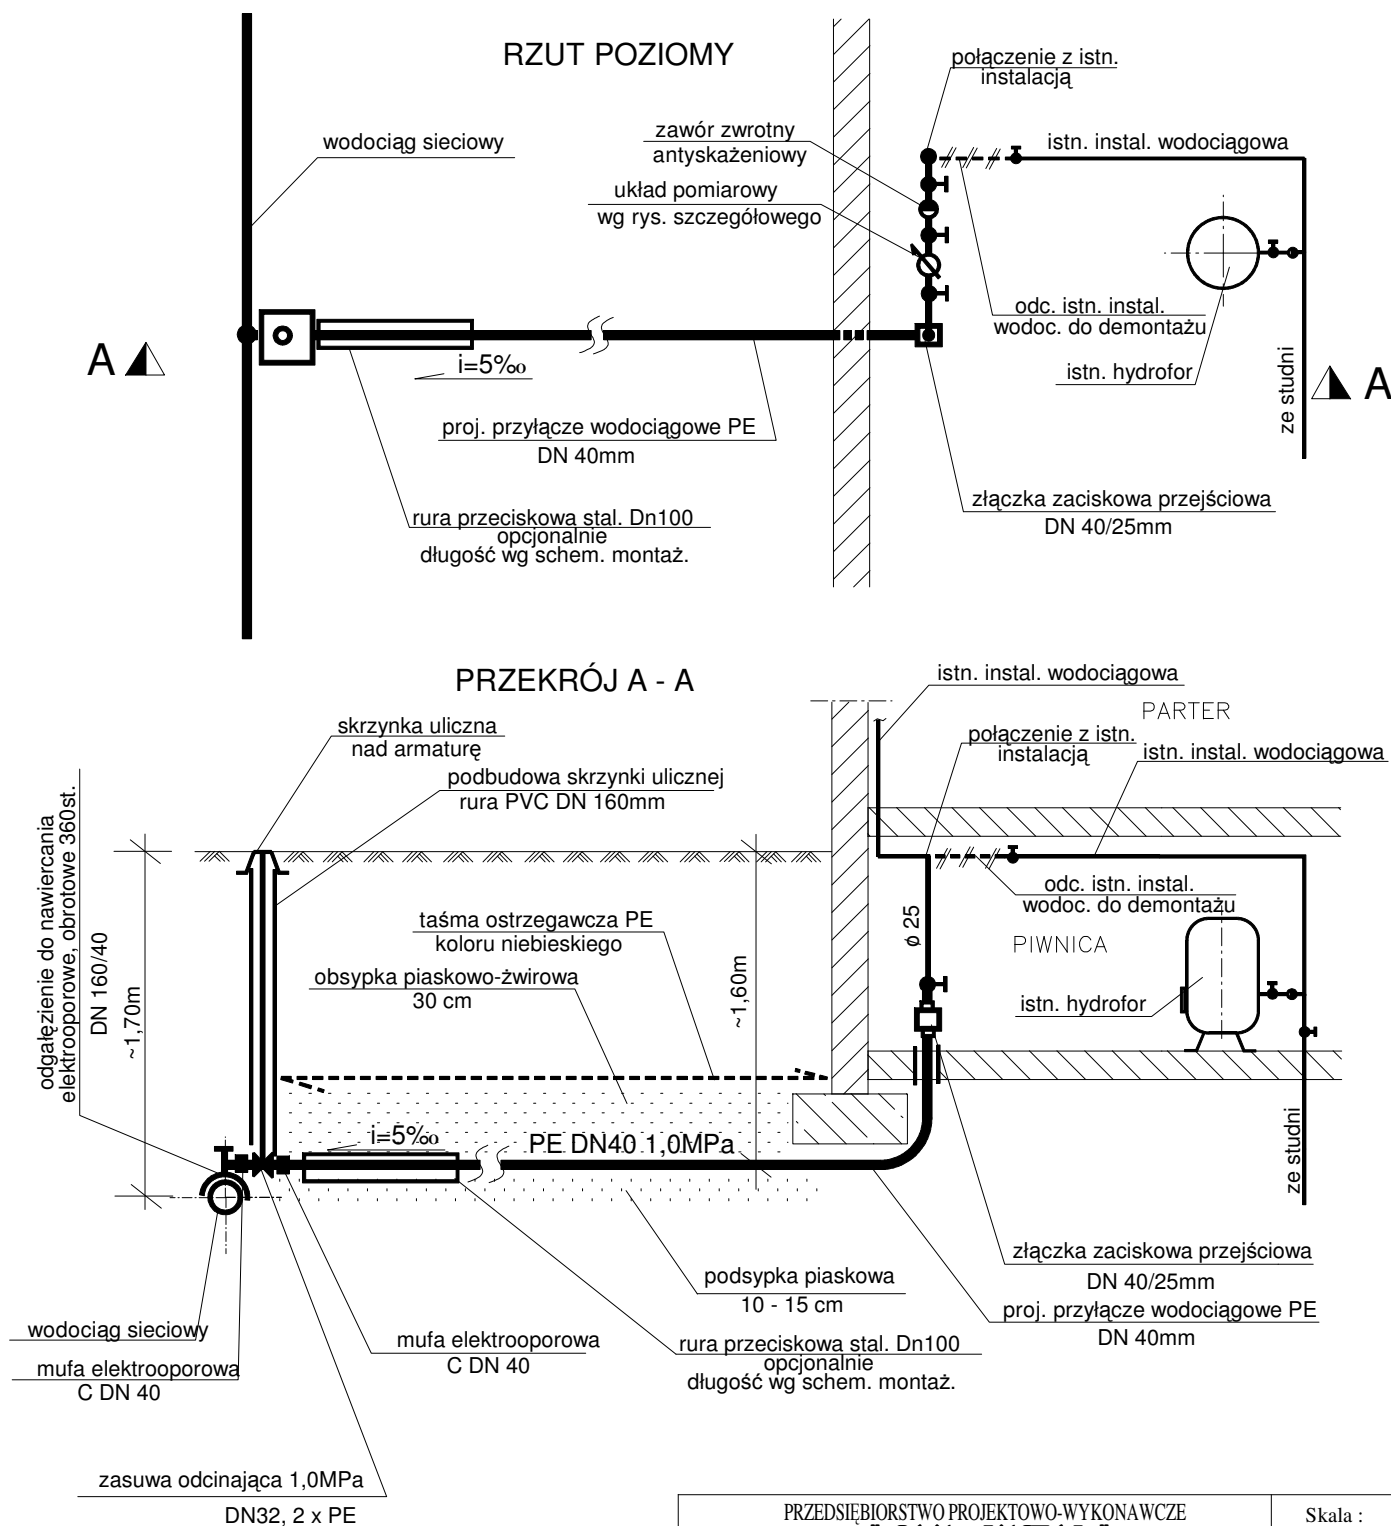 RZUT POZIOMY
połączenie z istn.
instalacją
wodociąg sieciowy
zawór zwrotny
antyskażeniowy
istn. instal. wodociągowa
układ pomiarowy
wg rys. szczegółowego
odc. istn. instal.
wodoc. do demontażu
A
i=5‰
istn. hydrofor
ze studni
A
proj. przyłącze wodociągowe PE
DN 40mm
rura przeciskowa stal. Dn100
opcjonalnie
długość wg schem. montaż.
złączka zaciskowa przejściowa
DN 40/25mm
PRZEKRÓJ A - A
istn. instal. wodociągowa
PARTER
skrzynka uliczna
nad armaturę
połączenie z istn.
instalacją
istn. instal. wodociągowa
podbudowa skrzynki ulicznej
rura PVC DN 160mm
odgałęzienie do nawiercania
elektrooporowe, obrotowe 360st.
DN 160/40
~1,70m
taśma ostrzegawcza PE
koloru niebieskiego
obsypka piaskowo-żwirowa
30 cm
~1,60m
ϕ 25
odc. istn. instal.
wodoc. do demontażu
PIWNICA
istn. hydrofor
i=5‰
PE DN40 1,0MPa
ze studni
złączka zaciskowa przejściowa
DN 40/25mm
podsypka piaskowa
10 - 15 cm
proj. przyłącze wodociągowe PE
DN 40mm
wodociąg sieciowy
mufa elektrooporowa
C DN 40
mufa elektrooporowa
C DN 40
rura przeciskowa stal. Dn100
opcjonalnie
długość wg schem. montaż.
zasuwa odcinająca 1,0MPa
DN32, 2 x PE
PRZEDSIĘBIORSTWO PROJEKTOWO-WYKONAWCZE
Skala :